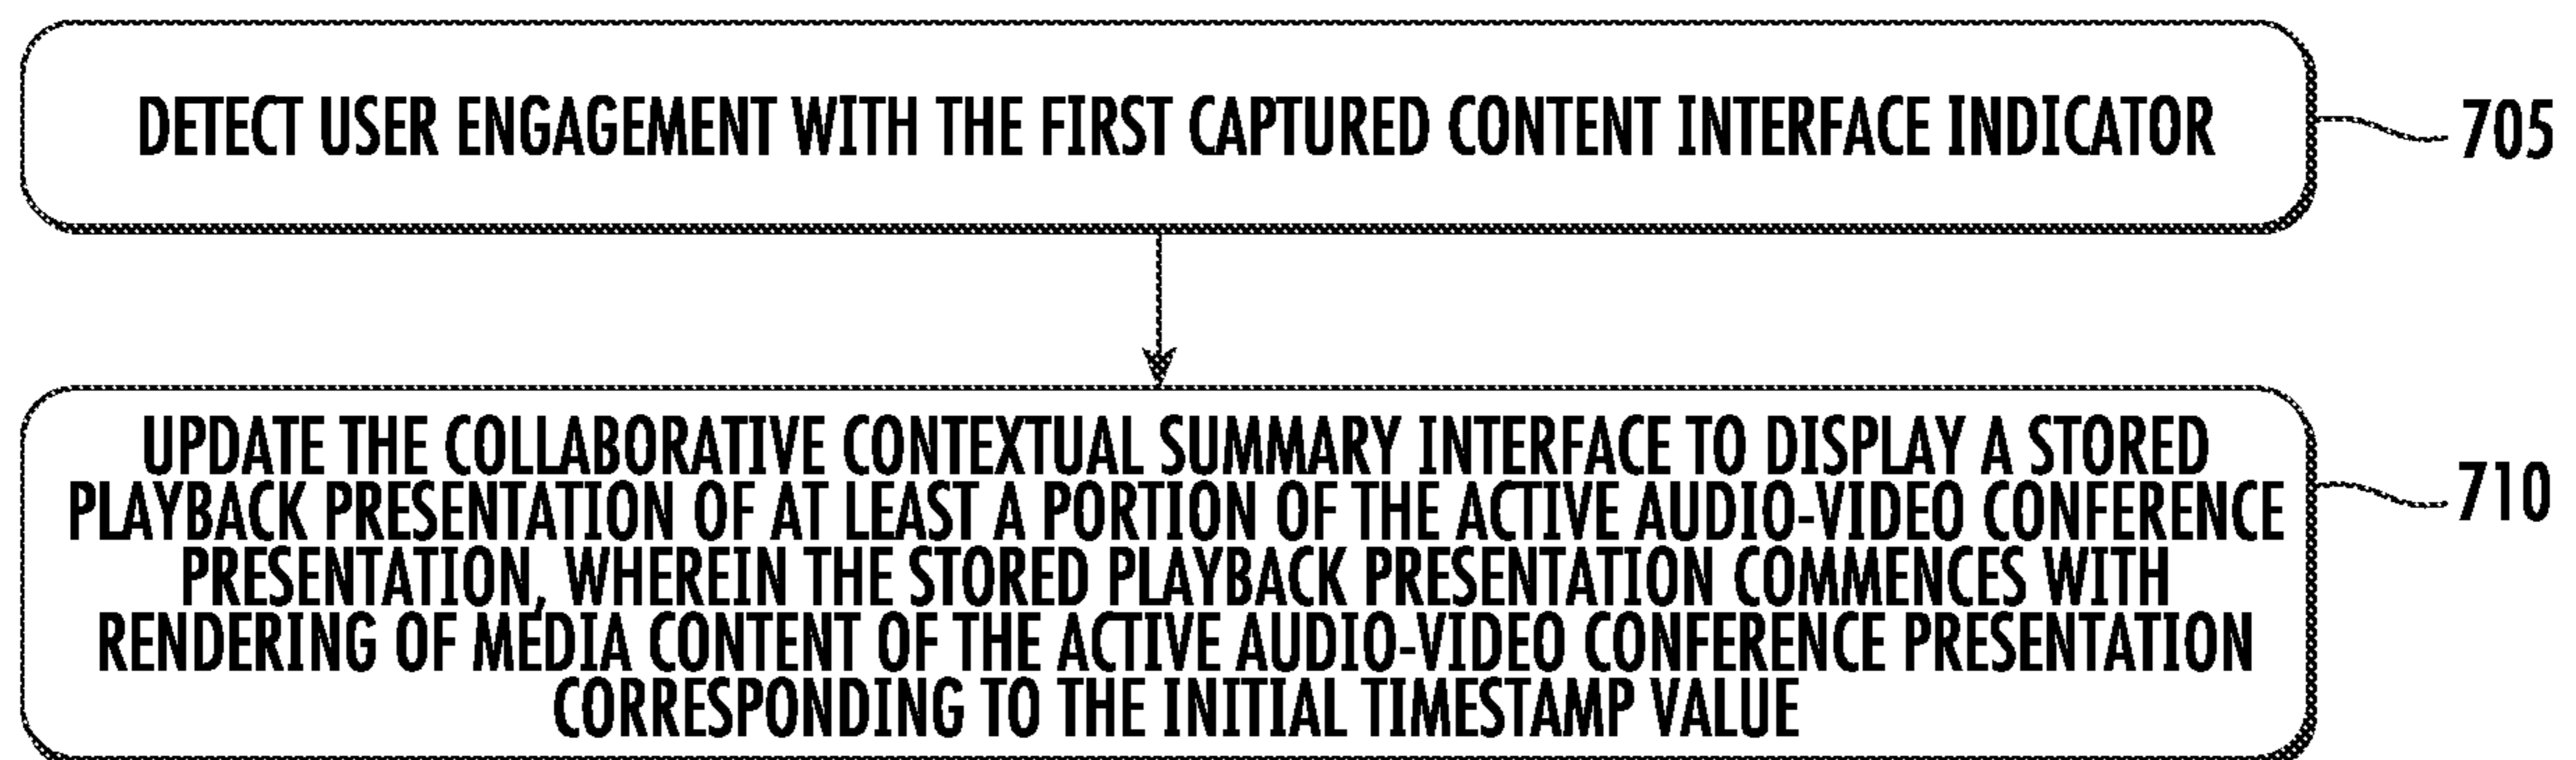 DETECT USER ENGAGEMENT WITH THE FIRST CAPTURED CONTENT INTERFACE INDICATOR
705
UPDATE THE COLLABORATIVE CONTEXTUAL SUMMARY INTERFACE TO DISPLAY A STORED
PLAYBACK PRESENTATION OF AT LEAST A PORTION OF THE ACTIVE AUDIO-VIDEO CONFERENCE
PRESENTATION, WHEREIN THE STORED PLAYBACK PRESENTATION COMMENCES WITH
RENDERING OF MEDIA CONTENT OF THE ACTIVE AUDIO-VIDEO CONFERENCE PRESENTATION
CORRESPONDING TO THE INITIAL TIMESTAMP VALUE
710